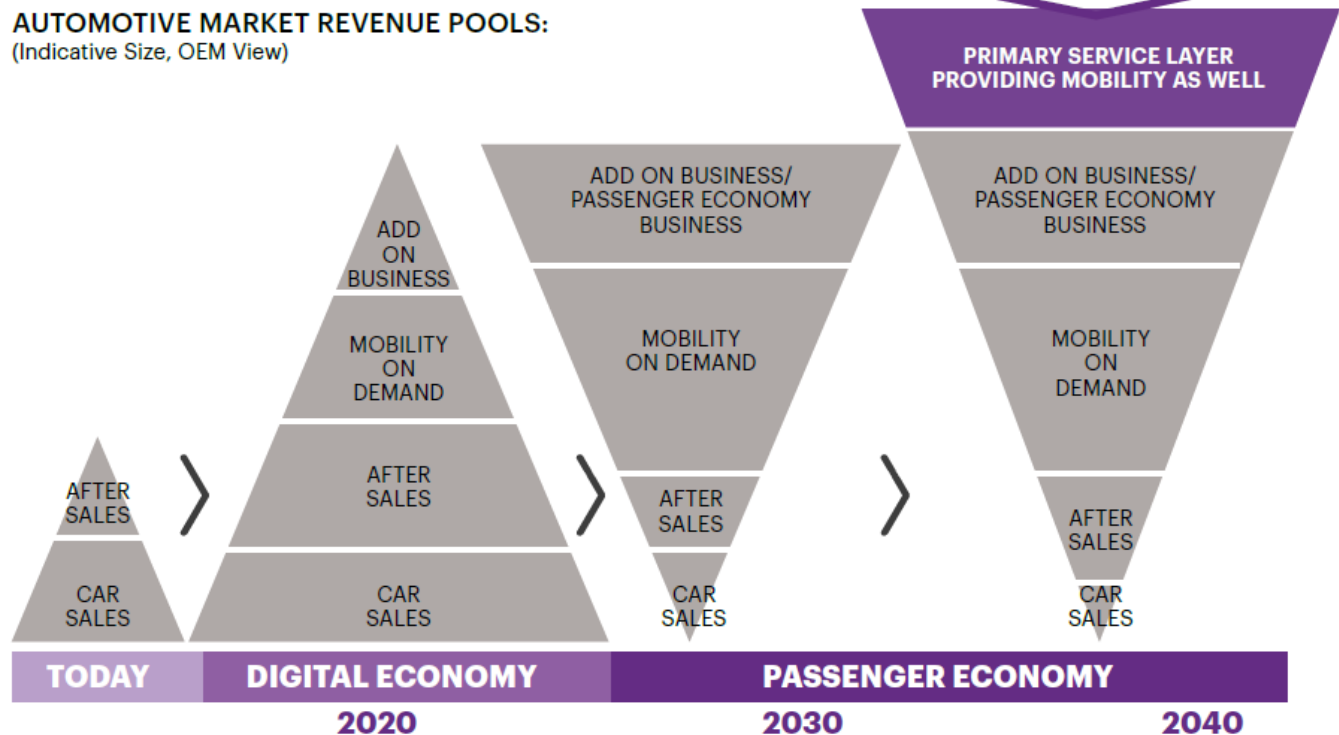 AUTOMOTIVE MARKET REVENUE POOLS:
(Indicative Size, OEM View)
AFTER
SALES
CAR
SALES
ADD
ON
BUSINESS
MOBILITY
ON
DEMAND
AFTER
SALES
CAR
SALES
ADD ON BUSINESS/
PASSENGER ECONOMY
BUSINESS
MOBILITY
ON DEMAND
AFTER
SALES
CAR
SALES
PRIMARY SERVICE LAYER
PROVIDING MOBILITY AS WELL
ADD ON BUSINESS/
PASSENGER ECONOMY
BUSINESS
MOBILITY
ON
DEMAND
AFTER
SALES
CAR
SALES
TODAY
DIGITAL ECONOMY
PASSENGER ECONOMY
2020
2030
2040